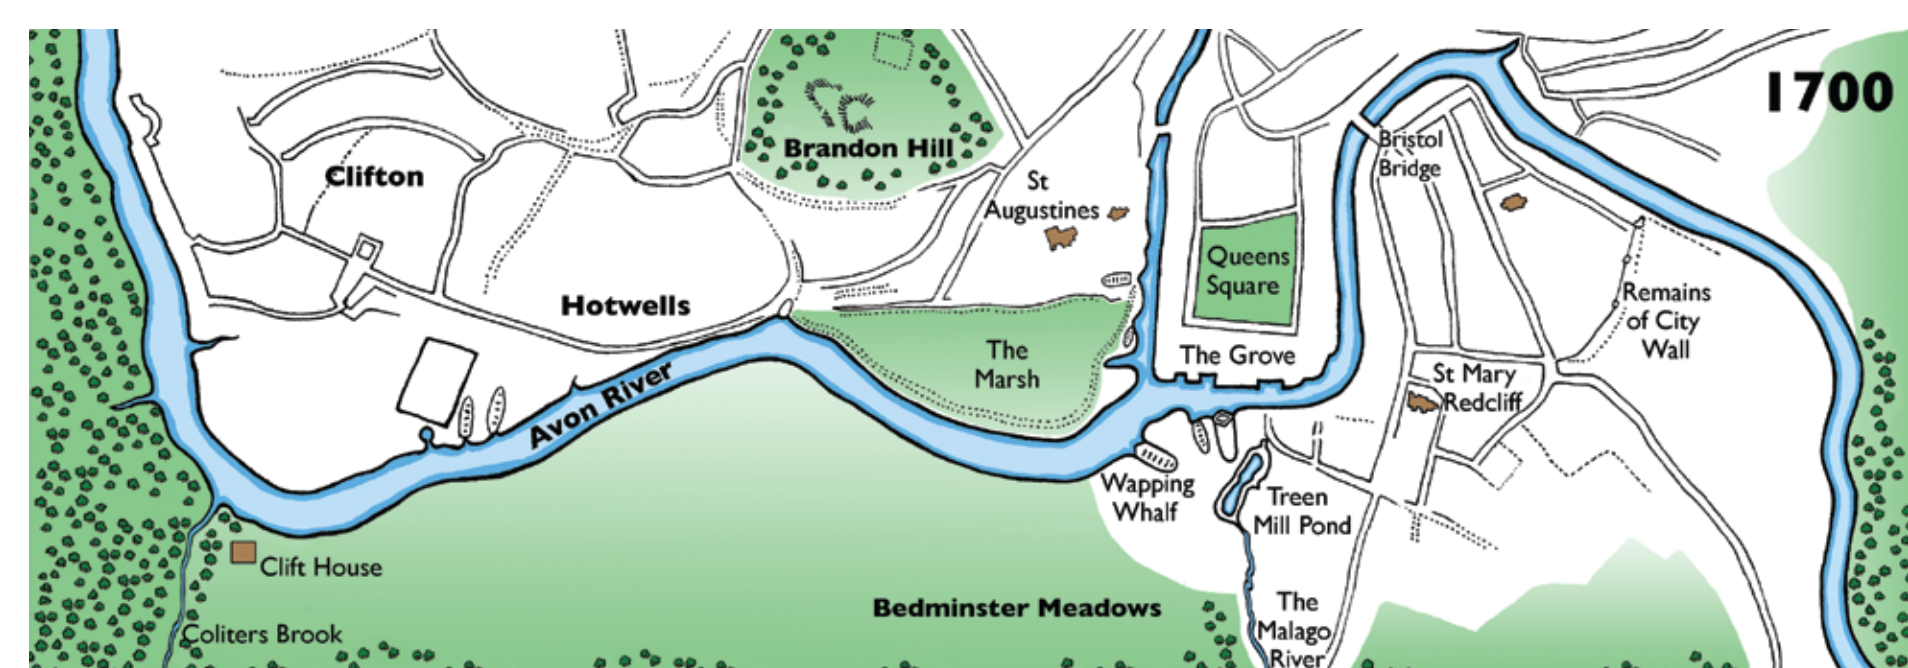 1700
Brandon Hill
Bristol
Bridge
Clifton
St
Augustines
Queens
Square
Hotwells
Remains
of City
Wall
The
Marsh
The Grove
St Mary
Redcliff
Avon River
Wapping
Whalf
Treen
Mill Pond
Clift House
Bedminster Meadows
The
Malago
River
Coliters Brook